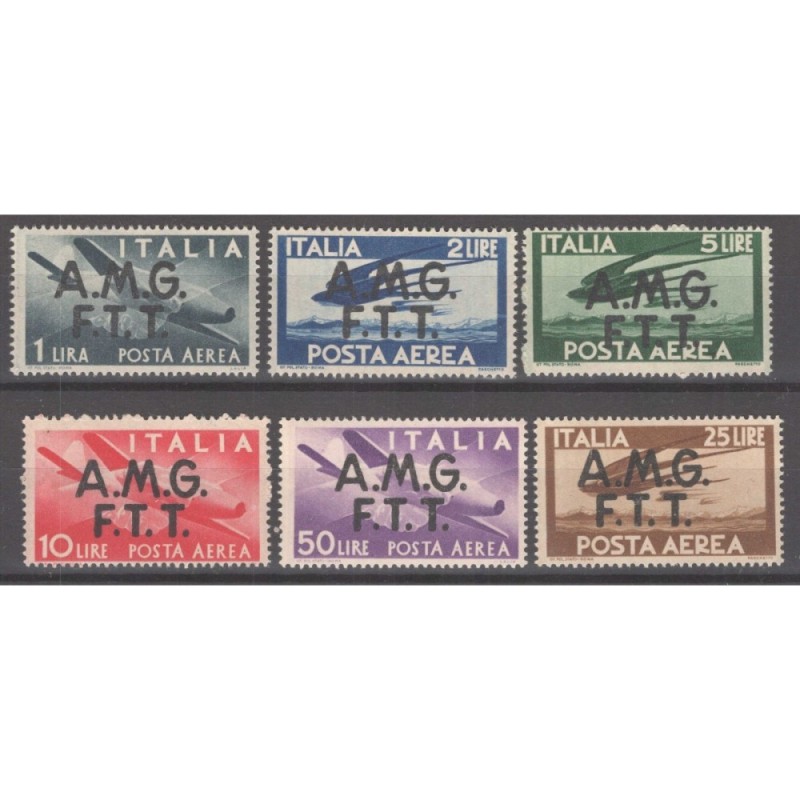 ITALIA
A.M.G.
F.T.T.
1 LIRA POSTA AEREA
2 LIRE
A.M.G.
F.T.T.
POSTA AEREA
ITALIA 5 LIRE
A.M.G.
F.T.T.
POSTA AEREA
ITALIA
A.M.G.
F.T.T.
10 LIRE POSTA AEREA
ITALIA
A.M.G.
F.T.T.
50 LIRE POSTA AEREA
ITALIA 25 LIRE
A.M.G.
F.T.T.
POSTA AEREA